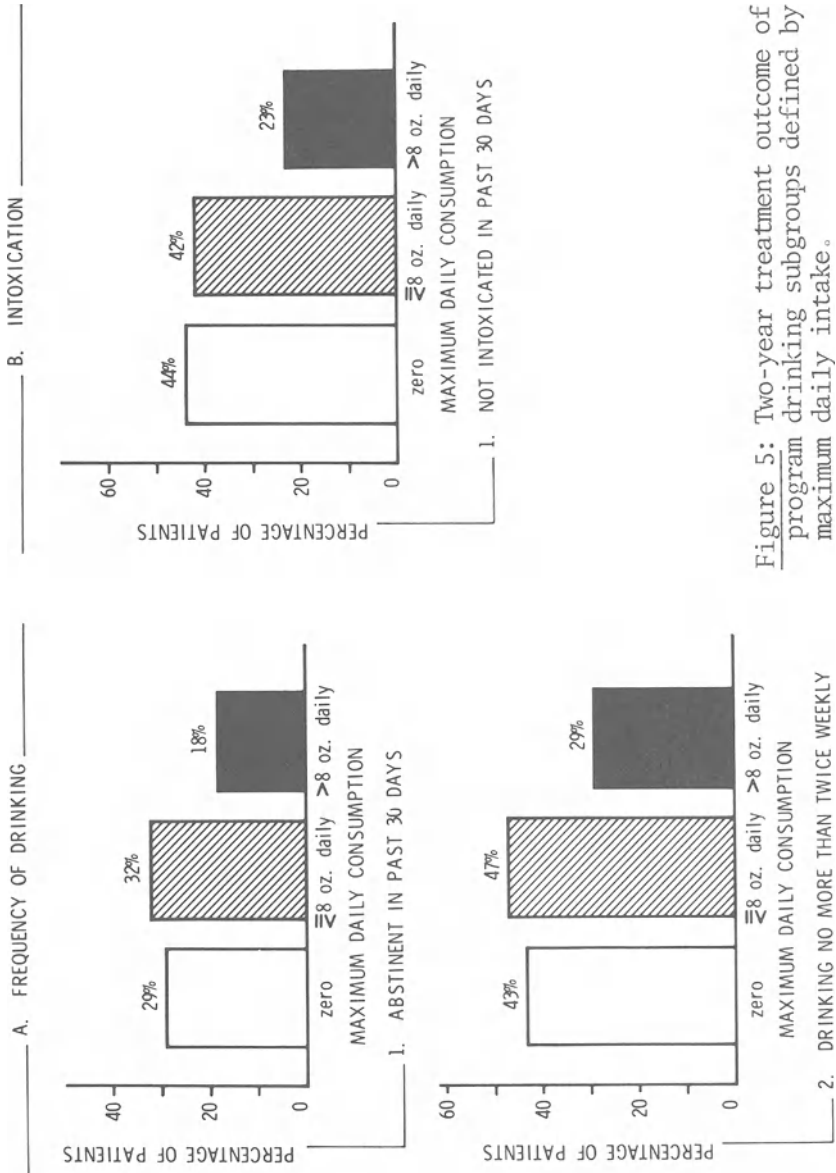 A. FREQUENCY OF DRINKING
PERCENTAGE OF PATIENTS
40
20
0
29%
32%
18%
zero
≦8 oz. daily
>8 oz. daily
MAXIMUM DAILY CONSUMPTION
1. ABSTINENT IN PAST 30 DAYS
PERCENTAGE OF PATIENTS
60
40
20
0
43%
47%
29%
zero
≦8 oz. daily
>8 oz. daily
MAXIMUM DAILY CONSUMPTION
2. DRINKING NO MORE THAN TWICE WEEKLY
B. INTOXICATION
PERCENTAGE OF PATIENTS
60
40
20
0
44%
42%
23%
zero
≦8 oz. daily
>8 oz. daily
MAXIMUM DAILY CONSUMPTION
1. NOT INTOXICATED IN PAST 30 DAYS
Figure 5: Two-year treatment outcome of
program drinking subgroups defined by
maximum daily intake.